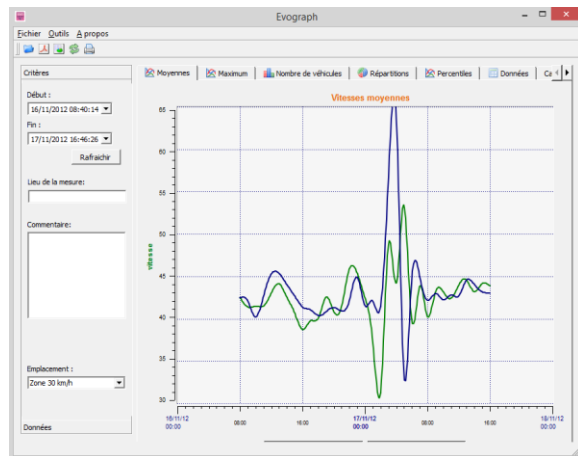 Evograph
Fichier Outils A propos
Critères
Moyennes Maximum Nombre de véhicules Répartitions Percentiles Données Ca
Début :
16/11/2012 08:40:14
Fin :
17/11/2012 16:46:26
Rafraichir
Lieu de la mesure:
Commentaire:
Emplacement :
Zone 30 km/h
Données
Vitesses moyennes
vitesse
65
60
55
50
45
40
35
30
16/11/12 00:00
08:00
16:00
17/11/12 00:00
08:00
16:00
18/11/12 00:00